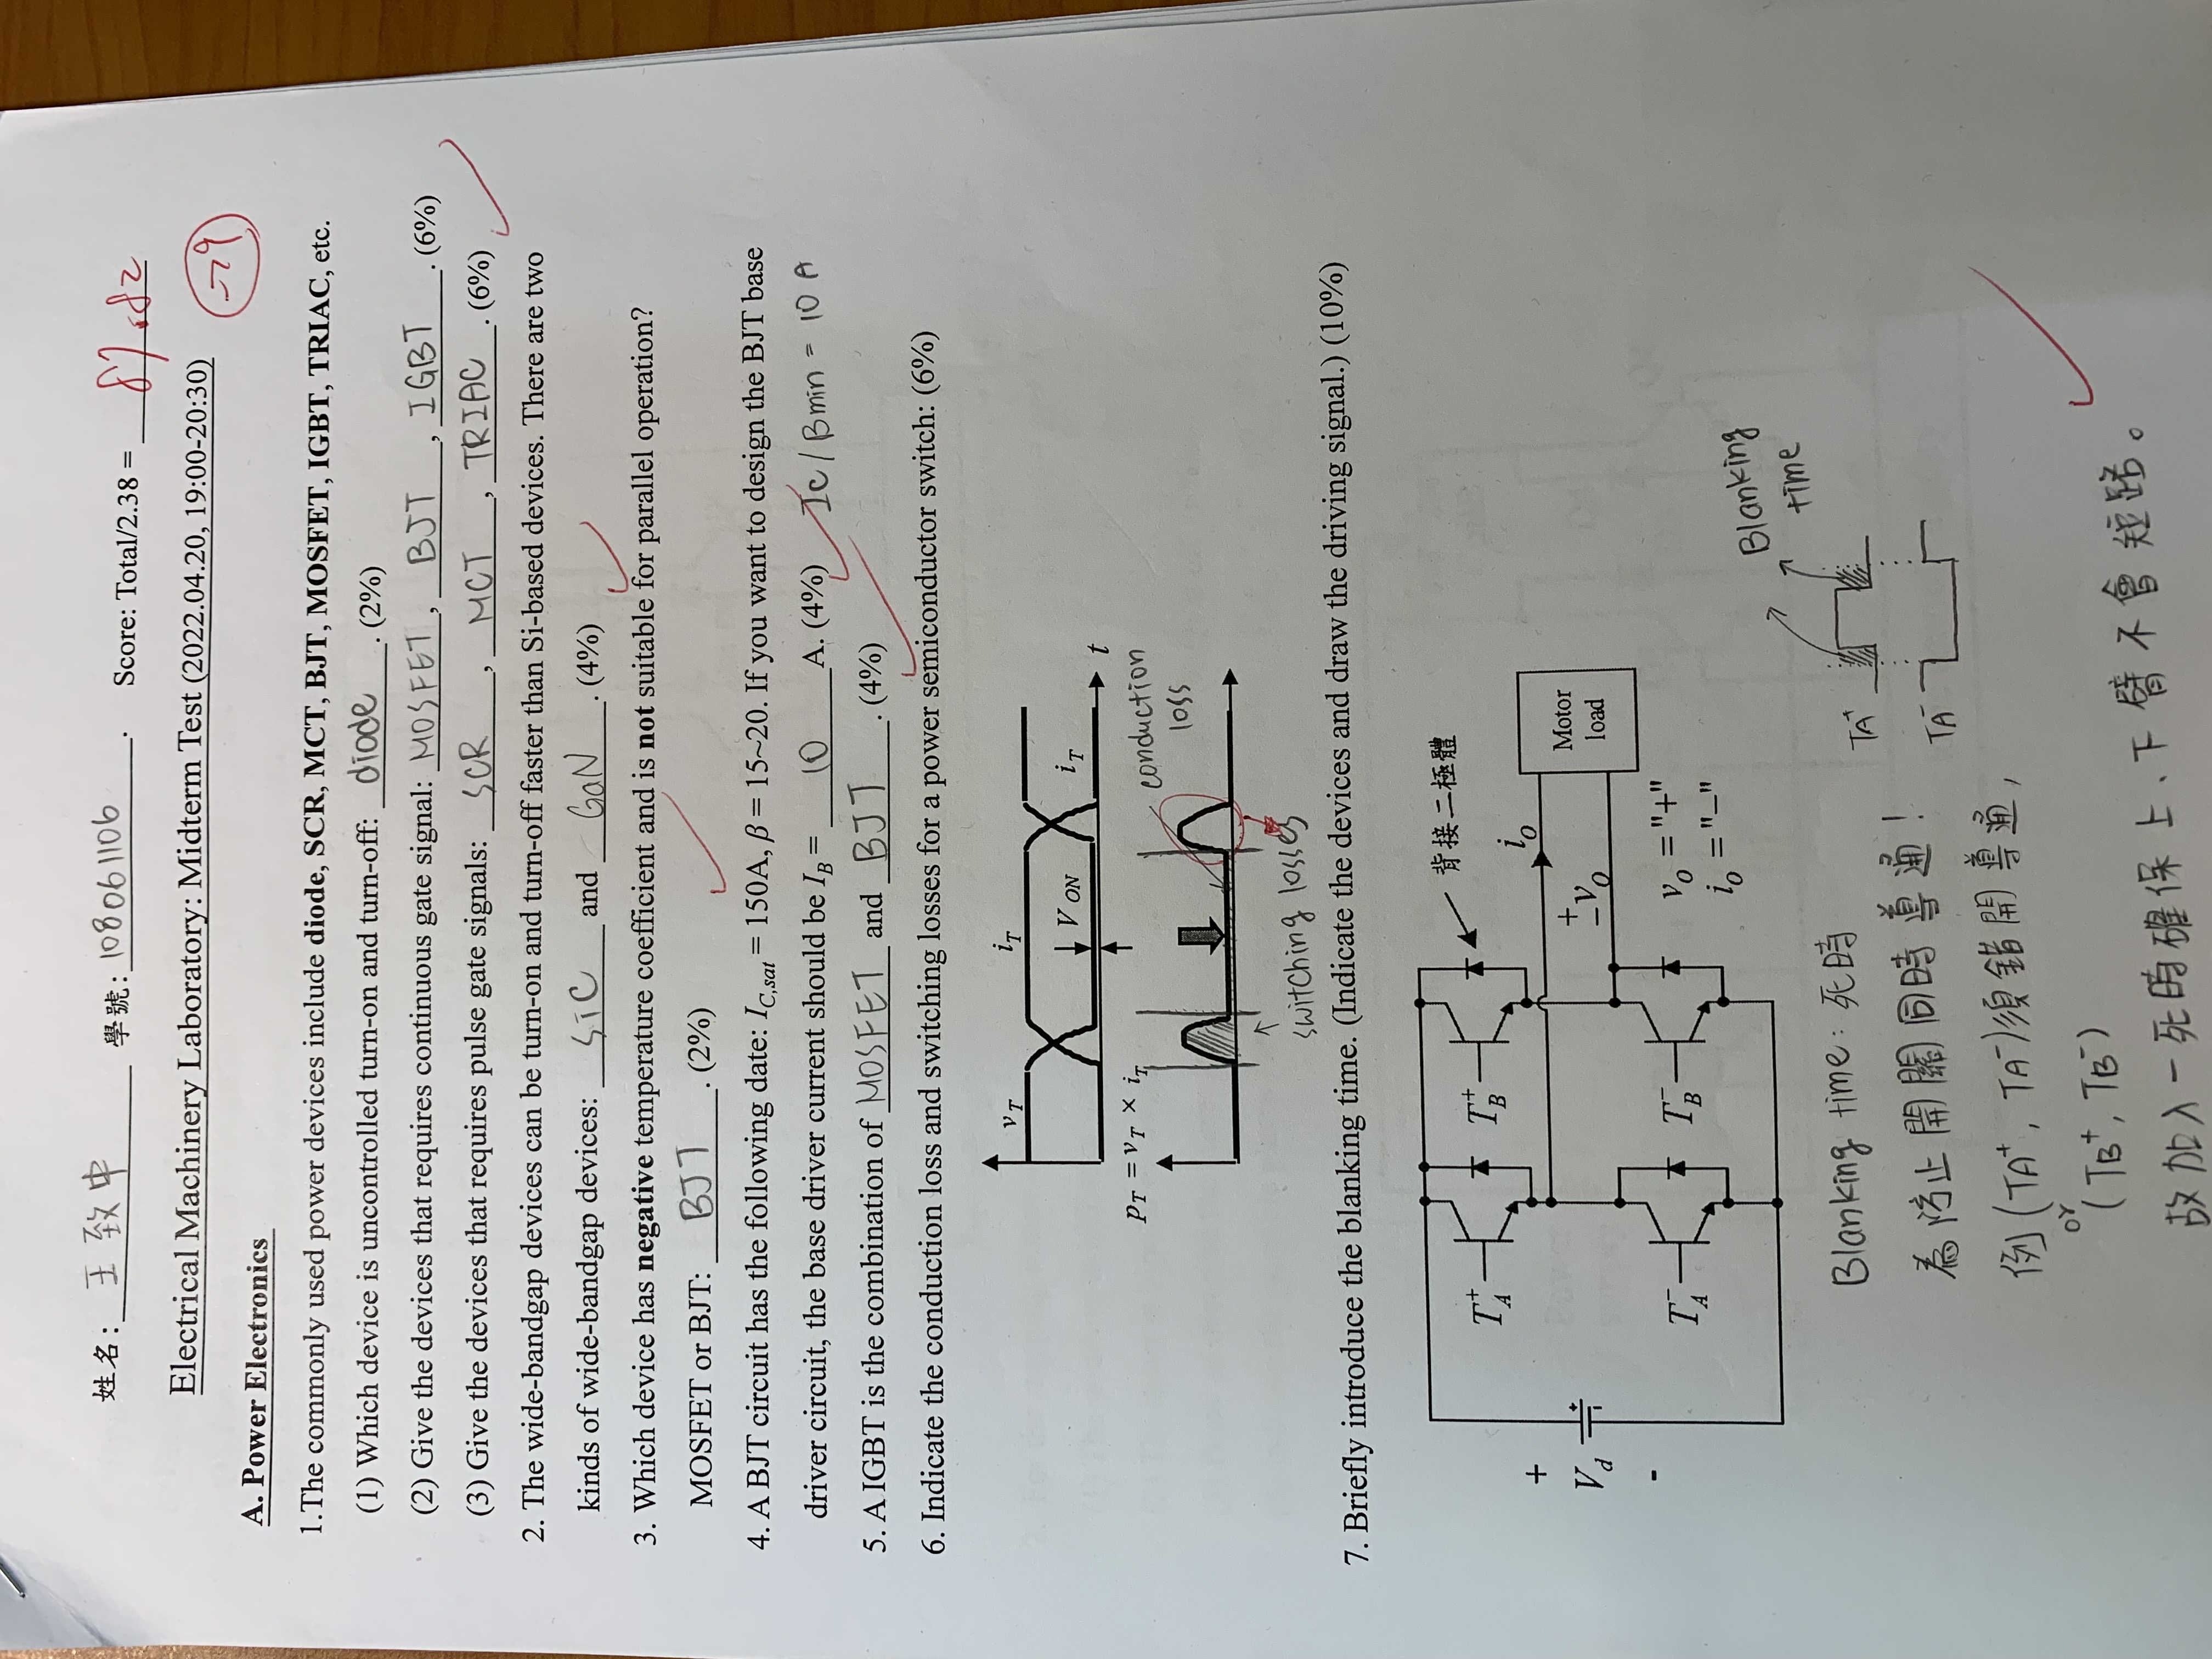 姓名: 王致中 學號: 108061106 . Score: Total/2.38 = 87.82
Electrical Machinery Laboratory: Midterm Test (2022.04.20, 19:00-20:30)
-29
A. Power Electronics
1.The commonly used power devices include diode, SCR, MCT, BJT, MOSFET, IGBT, TRIAC, etc.
(1) Which device is uncontrolled turn-on and turn-off: diode . (2%)
(2) Give the devices that requires continuous gate signal: MOSFET , BJT , IGBT . (6%)
(3) Give the devices that requires pulse gate signals: SCR , MCT , TRIAC . (6%)
2. The wide-bandgap devices can be turn-on and turn-off faster than Si-based devices. There are two
kinds of wide-bandgap devices: SiC and GaN . (4%)
3. Which device has negative temperature coefficient and is not suitable for parallel operation?
MOSFET or BJT: BJT . (2%)
4. A BJT circuit has the following date: I_C,sat = 150A, β = 15~20. If you want to design the BJT base
driver circuit, the base driver current should be I_B = 10 A. (4%) Ic / Bmin = 10 A
5. A IGBT is the combination of MOSFET and BJT . (4%)
6. Indicate the conduction loss and switching losses for a power semiconductor switch: (6%)
v_T i_T
V_ON i_T
t
p_T = v_T × i_T
conduction
loss
switching losses
7. Briefly introduce the blanking time. (Indicate the devices and draw the driving signal.) (10%)
背接二極體
T_A^+ T_B^+
i_o
+
V_d
-
+
- v_o
Motor
load
T_A^- T_B^-
v_o = "+"
i_o = "–"
Blanking
time
Blanking time: 死時
TA^+
為防止開關同時導通!
TA^-
例(TA^+, TA^-)須錯開導通,
or
(TB^+, TB^-)
故加入一死時確保上、下臂不會短路。